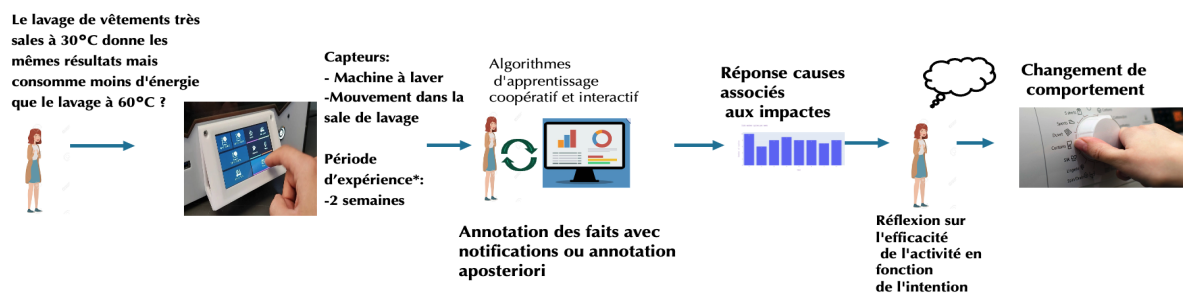 Le lavage de vêtements très
sales à 30°C donne les
mêmes résultats mais
consomme moins d'énergie
que le lavage à 60°C ?
Capteurs:
- Machine à laver
-Mouvement dans la
sale de lavage
Période
d'expérience*:
-2 semaines
Algorithmes
d'apprentissage
coopératif et interactif
Annotation des faits avec
notifications ou annotation
aposteriori
Réponse causes
associés
aux impactes
Réflexion sur
l'efficacité
de l'activité en
fonction
de l'intention
Changement de
comportement